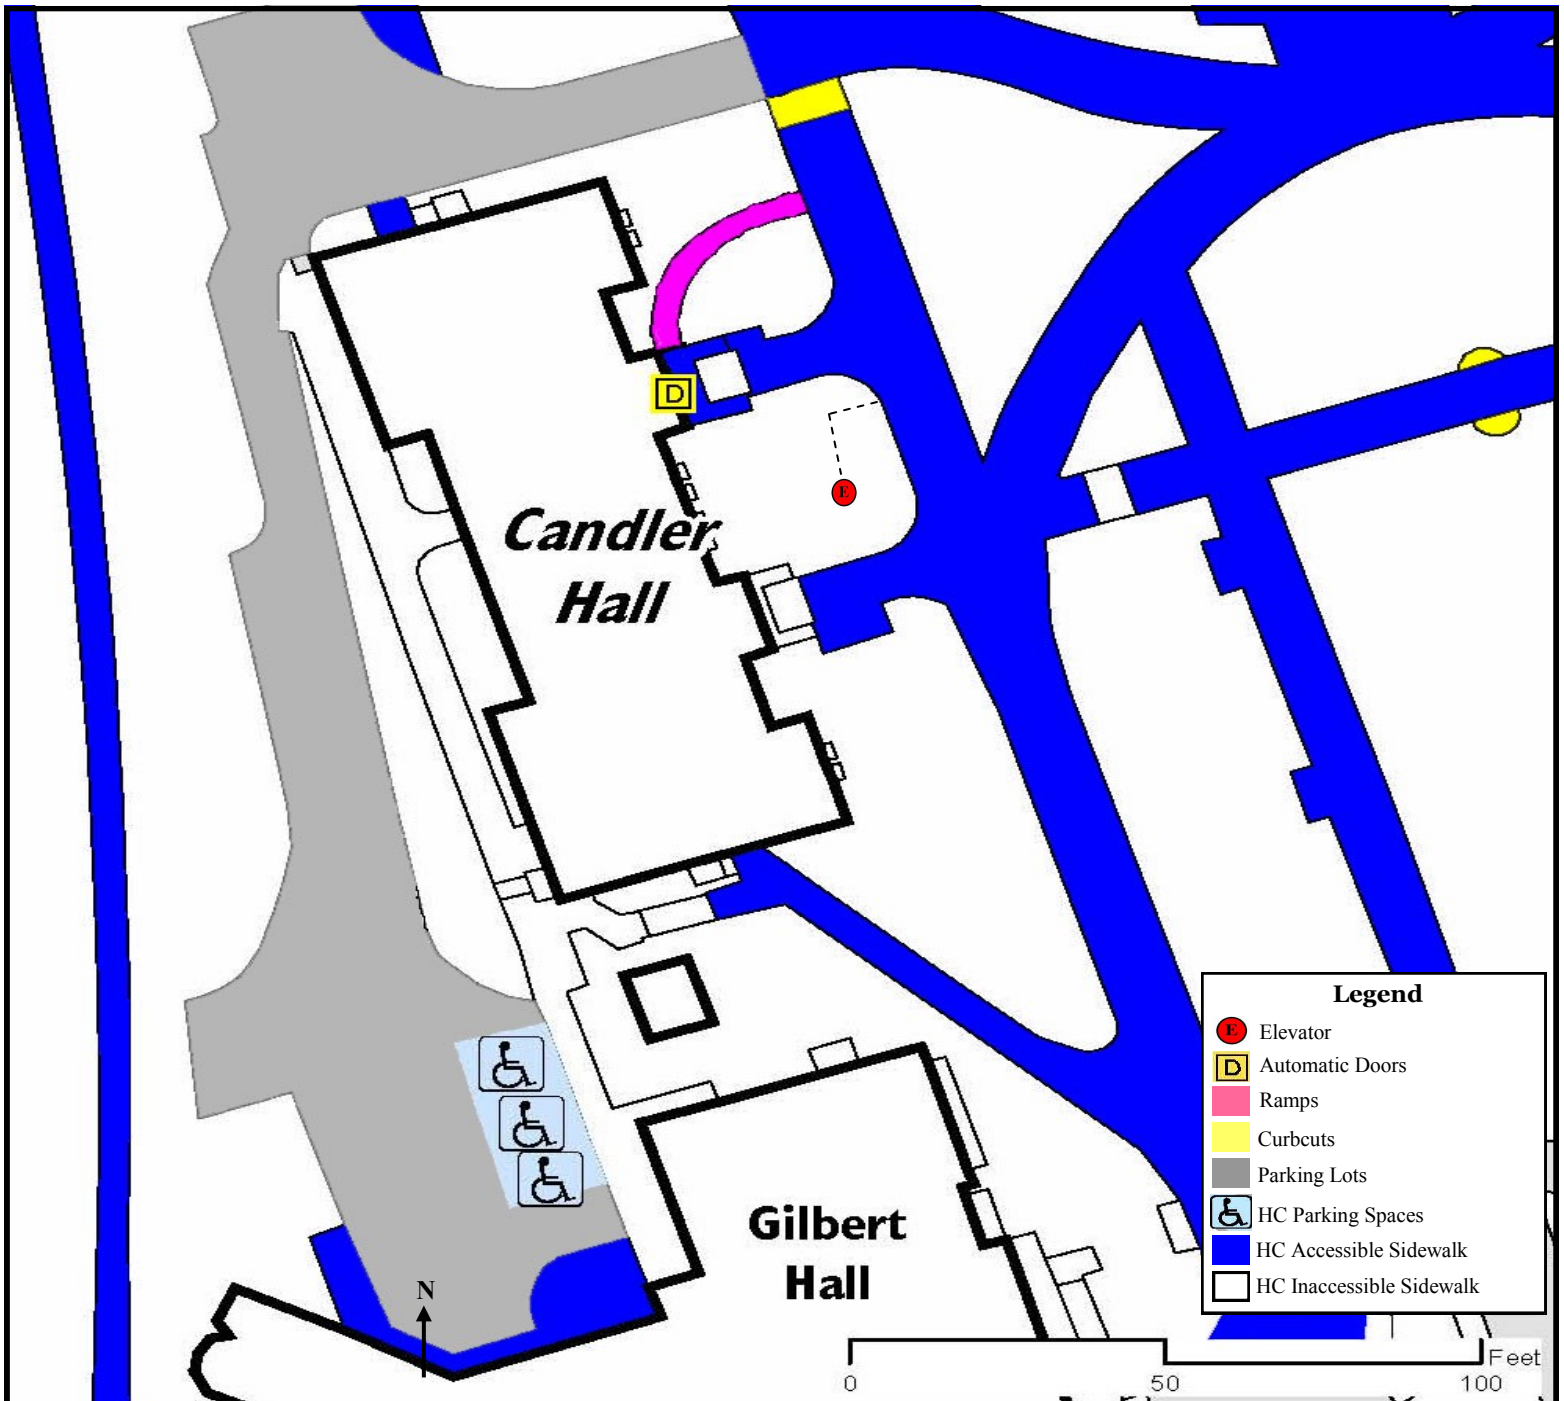 D
E
Candler
Hall
Gilbert
Hall
N
Legend
E Elevator
D Automatic Doors
Ramps
Curbcuts
Parking Lots
HC Parking Spaces
HC Accessible Sidewalk
HC Inaccessible Sidewalk
Feet
0 50 100